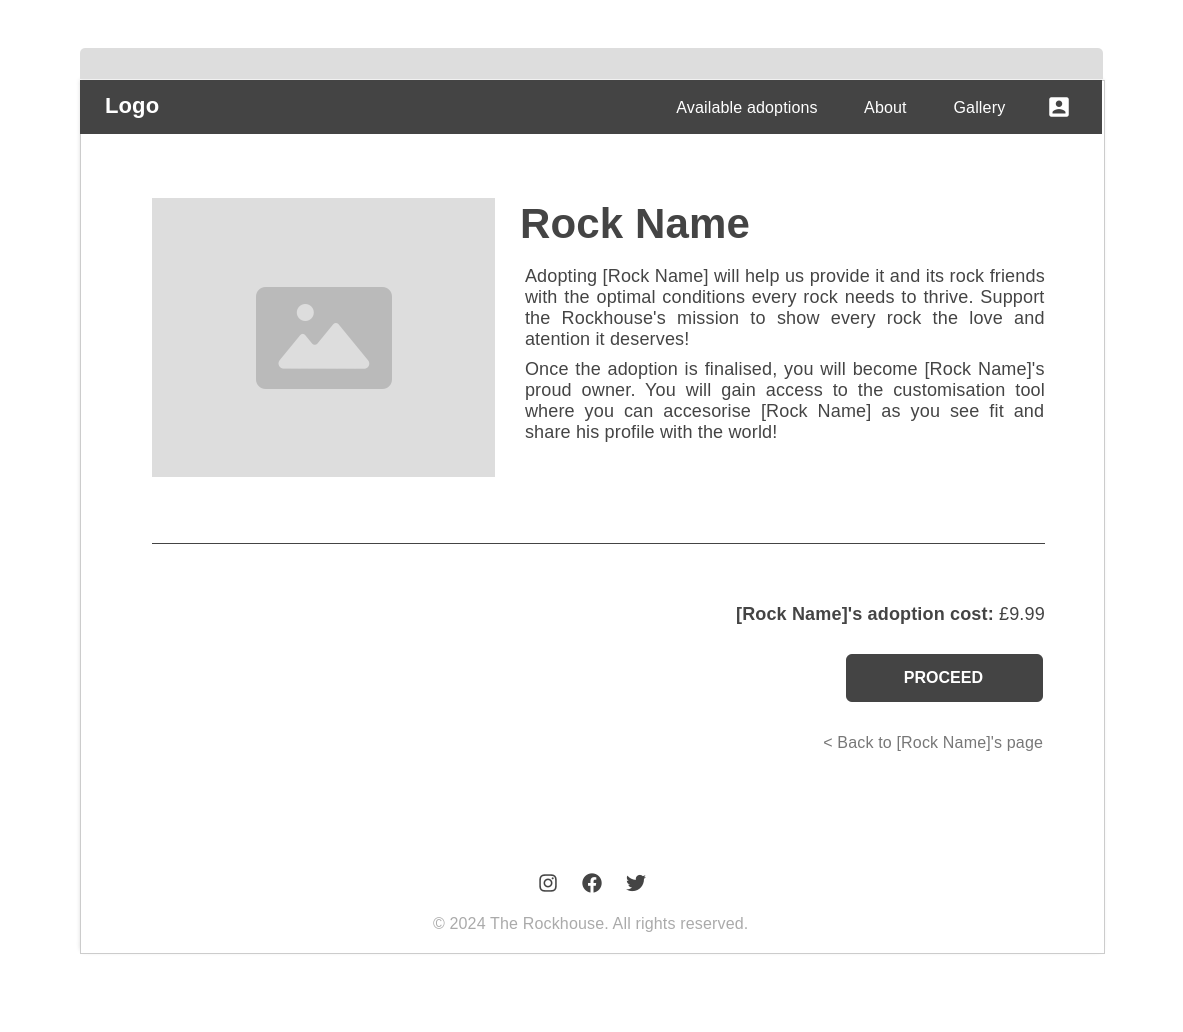 Logo
Available adoptions About Gallery
Rock Name
Adopting [Rock Name] will help us provide it and its rock friends
with the optimal conditions every rock needs to thrive. Support
the Rockhouse's mission to show every rock the love and
atention it deserves!
Once the adoption is finalised, you will become [Rock Name]'s
proud owner. You will gain access to the customisation tool
where you can accesorise [Rock Name] as you see fit and
share his profile with the world!
[Rock Name]'s adoption cost: £9.99
PROCEED
< Back to [Rock Name]'s page
© 2024 The Rockhouse. All rights reserved.